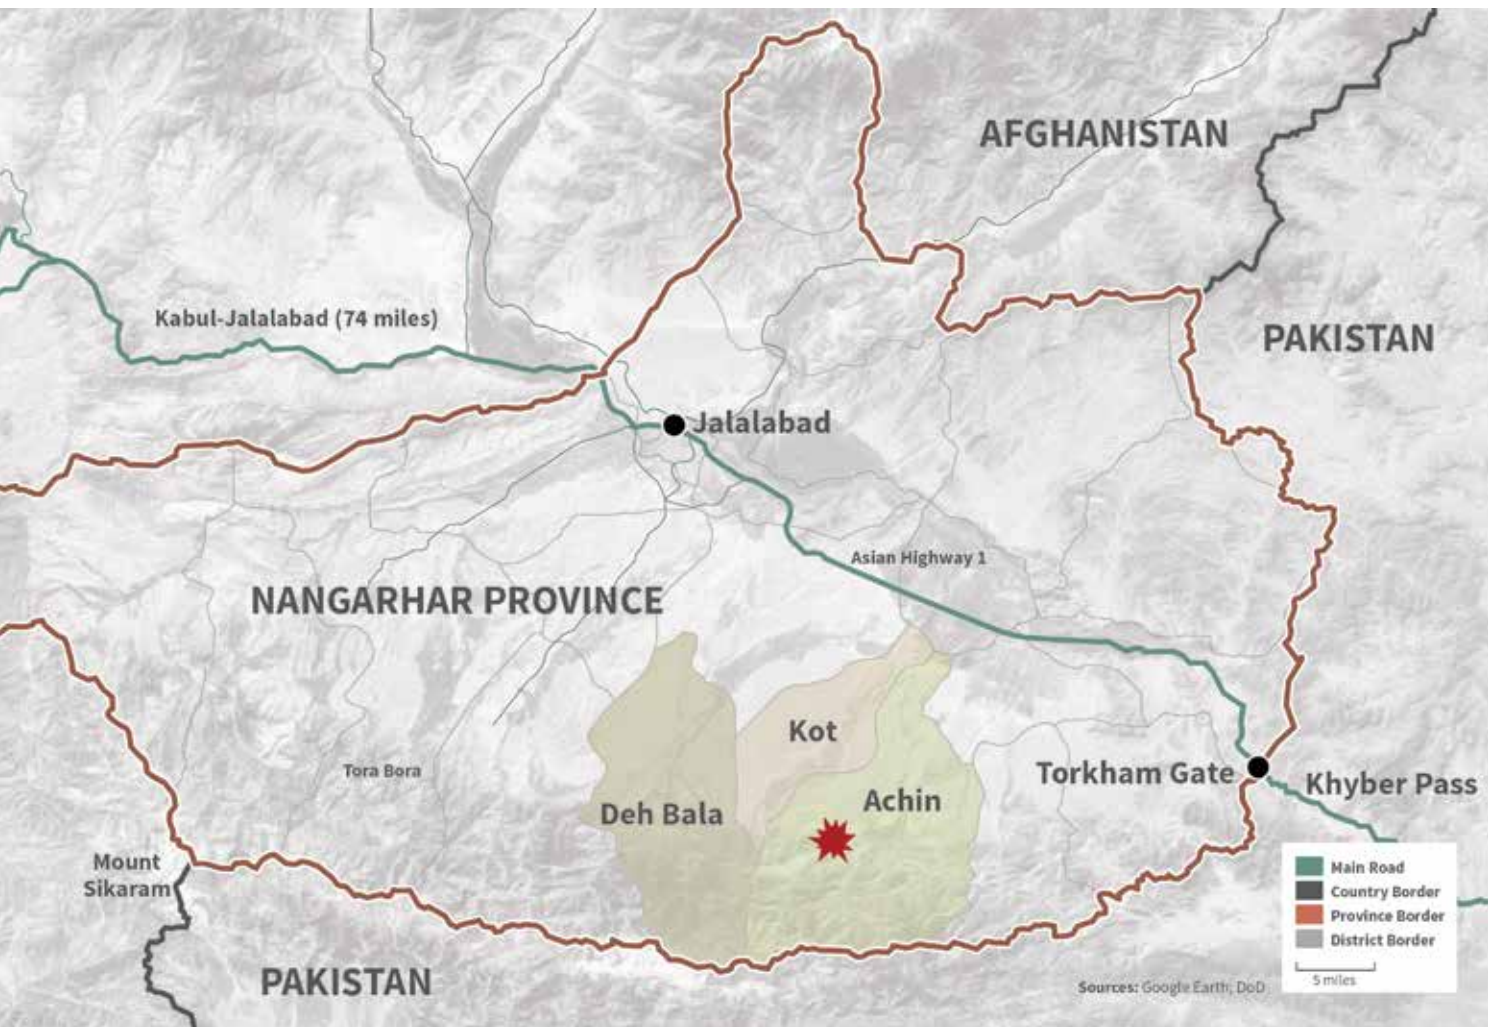 AFGHANISTAN
Kabul-Jalalabad (74 miles)
PAKISTAN
Jalalabad
Asian Highway 1
NANGARHAR PROVINCE
Kot
Tora Bora
Torkham Gate
Khyber Pass
Achin
Deh Bala
Mount
Sikaram
PAKISTAN
Main Road
Country Border
Province Border
District Border
5 miles
Sources: Google Earth; DoD